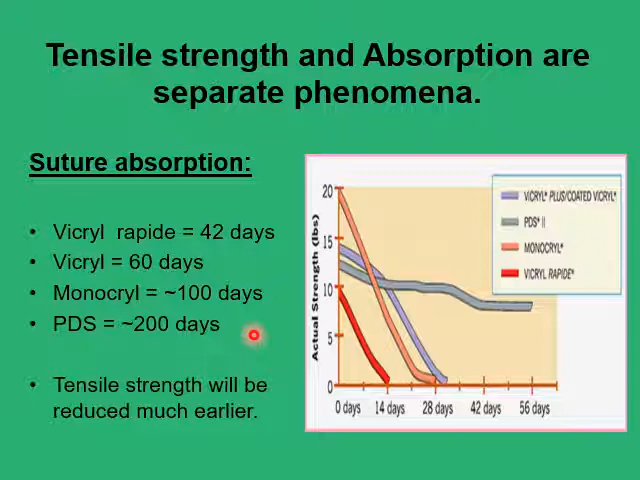 Tensile strength and Absorption are
separate phenomena.
Suture absorption:
• Vicryl rapide = 42 days
• Vicryl = 60 days
• Monocryl = ~100 days
• PDS = ~200 days
• Tensile strength will be
reduced much earlier.
Actual Strength (lbs)
20
15
10
5
0
0 days 14 days 28 days 42 days 56 days
VICRYL* PLUS/COATED VICRYL*
PDS* II
MONOCRYL*
VICRYL RAPIDE*